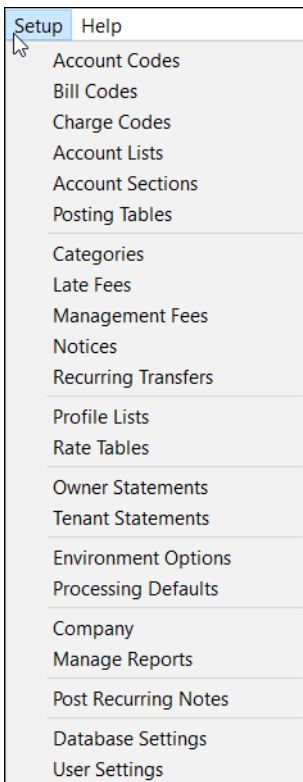 Setup Help
Account Codes
Bill Codes
Charge Codes
Account Lists
Account Sections
Posting Tables
Categories
Late Fees
Management Fees
Notices
Recurring Transfers
Profile Lists
Rate Tables
Owner Statements
Tenant Statements
Environment Options
Processing Defaults
Company
Manage Reports
Post Recurring Notes
Database Settings
User Settings